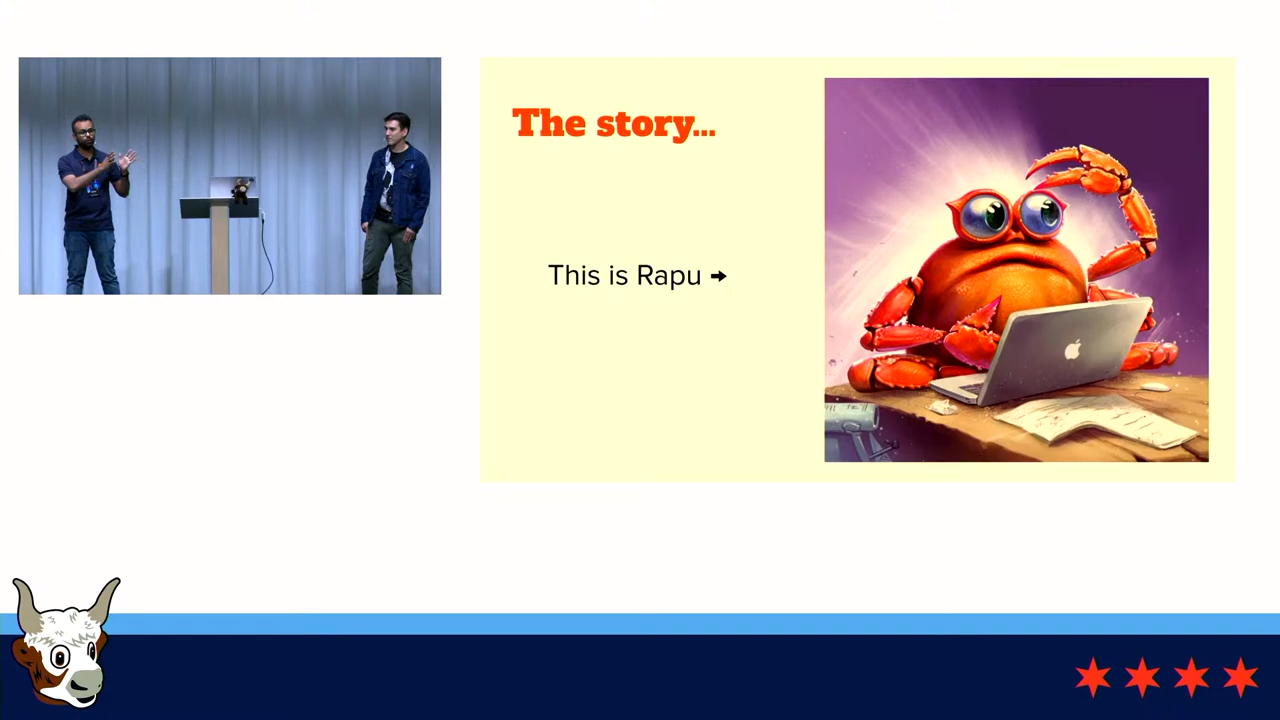 The story...
This is Rapu →